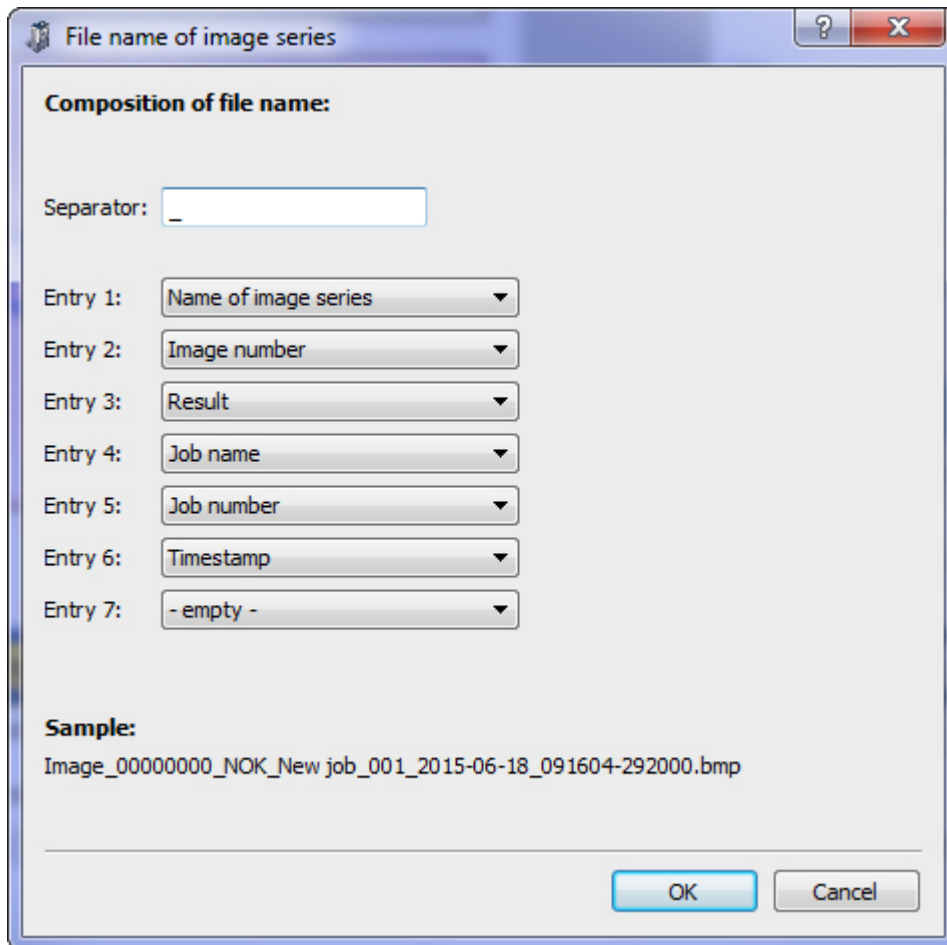 File name of image series
Composition of file name:
Separator: _
Entry 1: Name of image series
Entry 2: Image number
Entry 3: Result
Entry 4: Job name
Entry 5: Job number
Entry 6: Timestamp
Entry 7: - empty -
Sample:
Image_00000000_NOK_New job_001_2015-06-18_091604-292000.bmp
OK Cancel